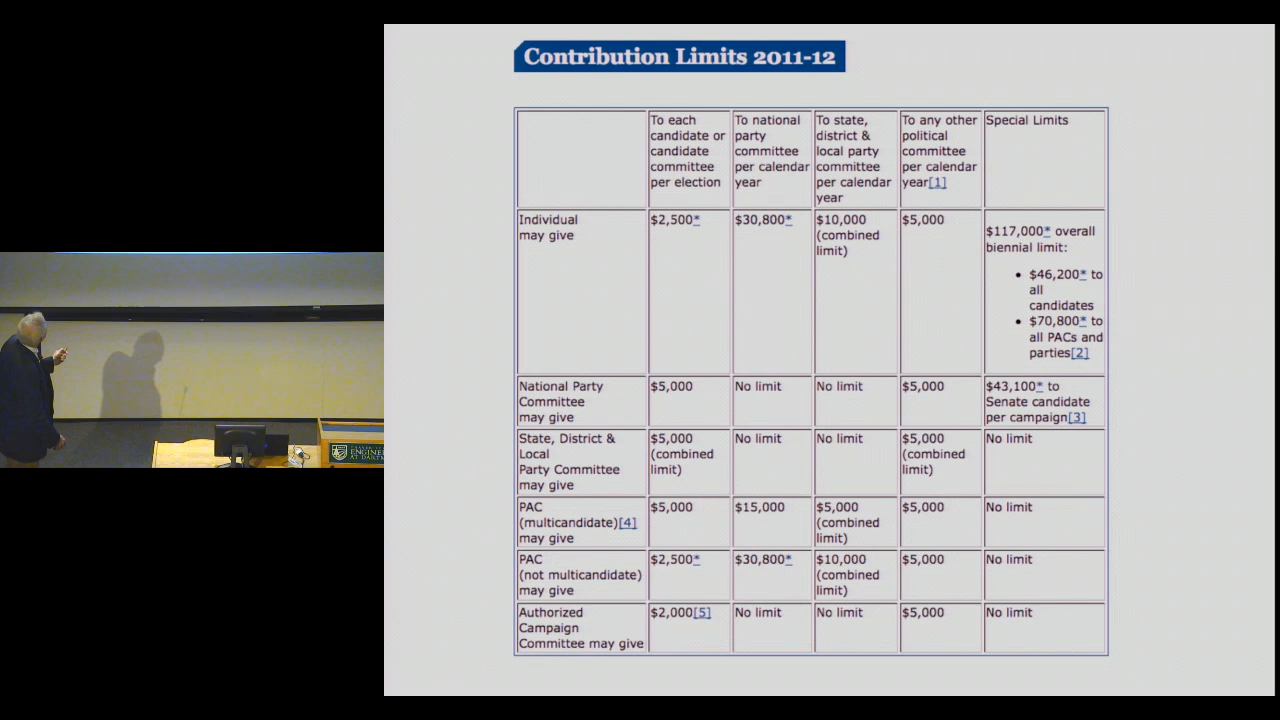 Contribution Limits 2011-12
To each
candidate or
candidate
committee
per election
To national
party
committee
per calendar
year
To state,
district &
local party
committee
per calendar
year
To any other
political
committee
per calendar
year[1]
Special Limits
Individual
may give
$2,500*
$30,800*
$10,000
(combined
limit)
$5,000
$117,000* overall
biennial limit:
• $46,200* to
all
candidates
• $70,800* to
all PACs and
parties[2]
National Party
Committee
may give
$5,000
No limit
No limit
$5,000
$43,100* to
Senate candidate
per campaign[3]
State, District &
Local
Party Committee
may give
$5,000
(combined
limit)
No limit
No limit
$5,000
(combined
limit)
No limit
PAC
(multicandidate)[4]
may give
$5,000
$15,000
$5,000
(combined
limit)
$5,000
No limit
PAC
(not multicandidate)
may give
$2,500*
$30,800*
$10,000
(combined
limit)
$5,000
No limit
Authorized
Campaign
Committee may give
$2,000[5]
No limit
No limit
$5,000
No limit